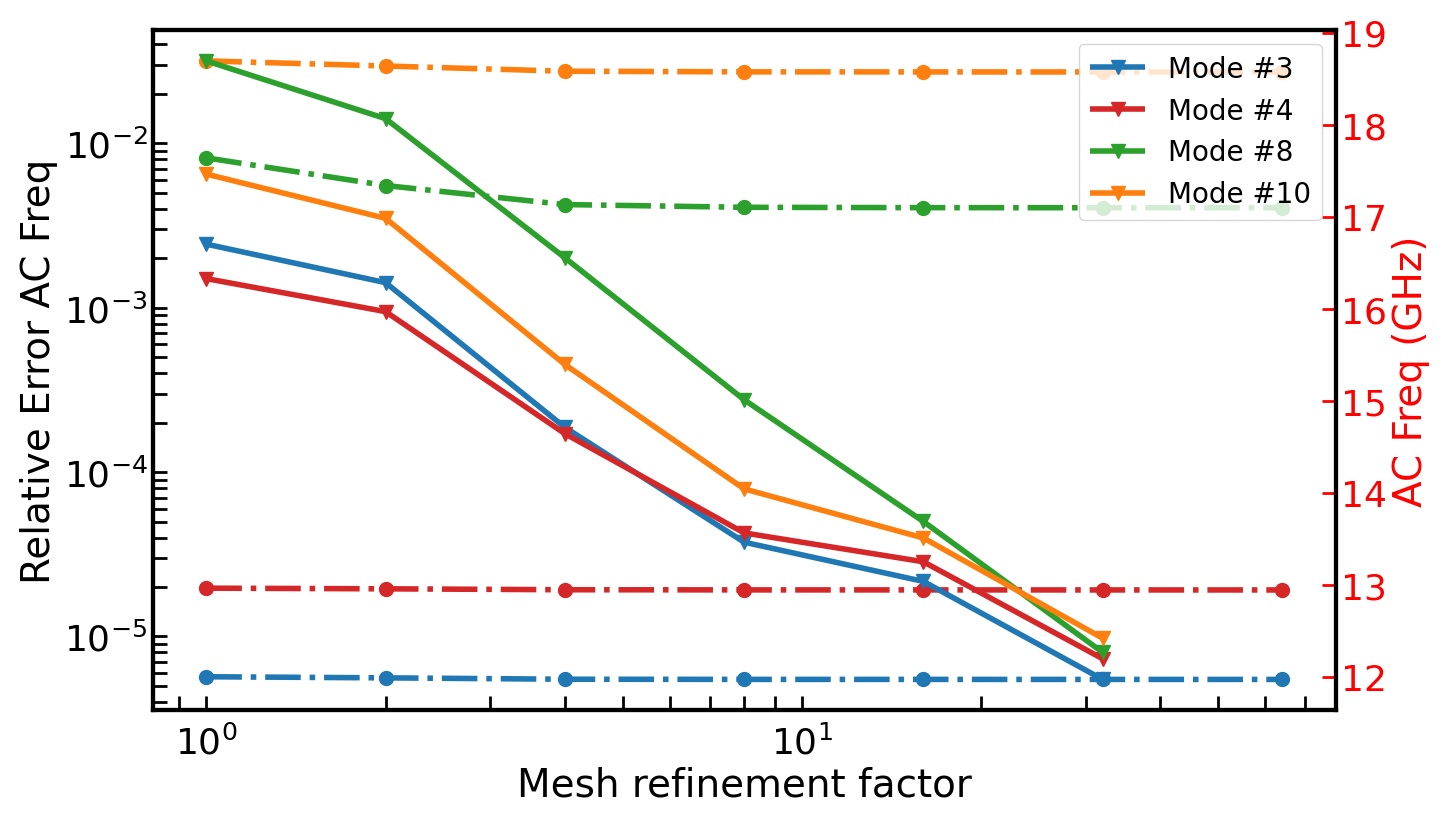 Relative Error AC Freq
10⁻²
10⁻³
10⁻⁴
10⁻⁵
Mode #3
Mode #4
Mode #8
Mode #10
19
18
17
16
15
14
13
12
AC Freq (GHz)
10⁰
10¹
Mesh refinement factor